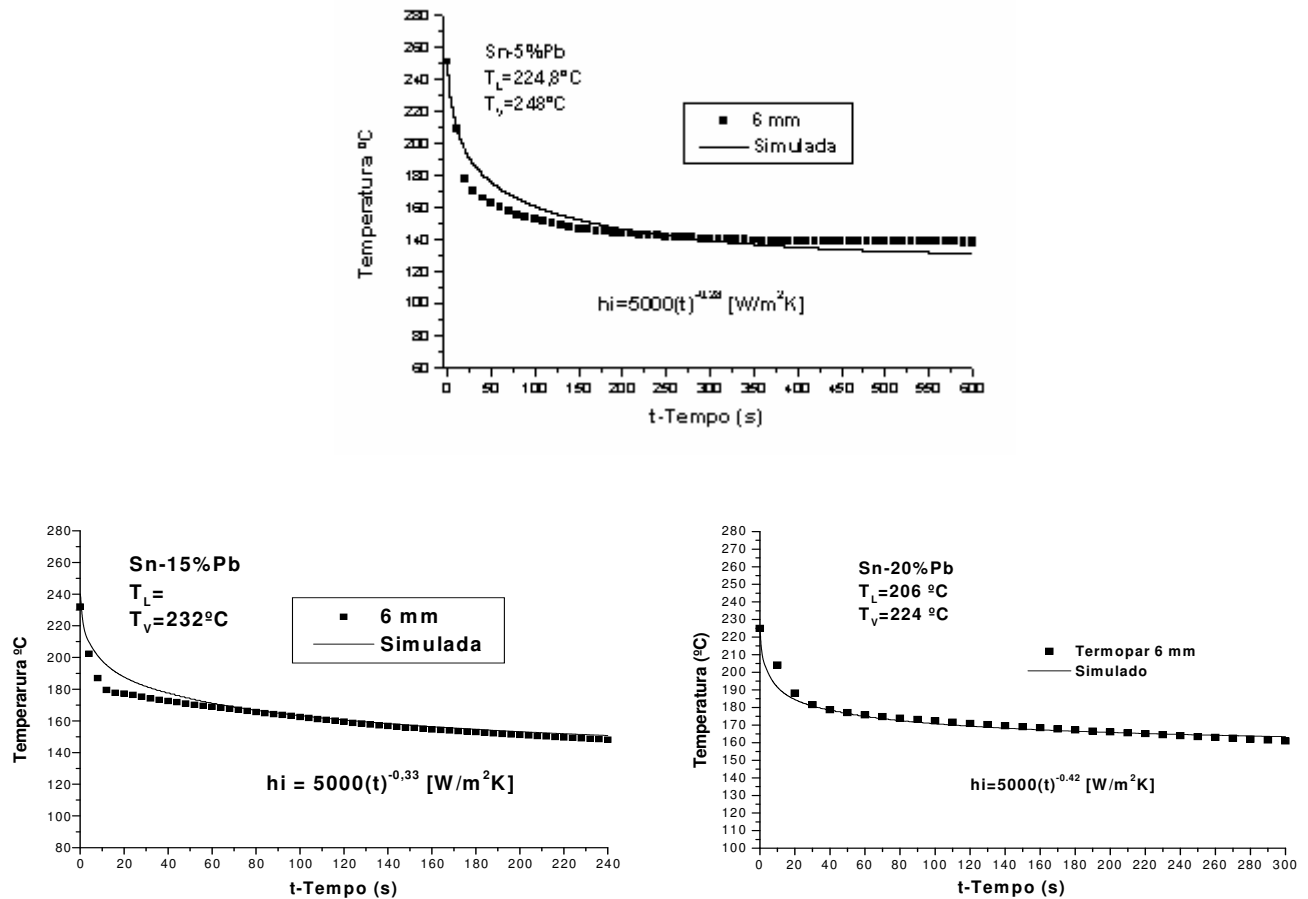 280
260
240
220
200
180
160
140
120
100
80
60
Temperatura ºC
Sn-5%Pb
TL=224,8ºC
TV=248ºC
6 mm
Simulada
hi=5000(t)-0,28 [W/m2K]
0 50 100 150 200 250 300 350 400 450 500 550 600
t-Tempo (s)
280
260
240
220
200
180
160
140
120
100
80
Temperarura ºC
Sn-15%Pb
TL=
TV=232ºC
6 mm
Simulada
hi = 5000(t)-0,33 [W/m2K]
0 20 40 60 80 100 120 140 160 180 200 220 240
t-Tempo (s)
280
270
260
250
240
230
220
210
200
190
180
170
160
150
140
130
120
110
100
Temperatura (ºC)
Sn-20%Pb
TL=206 ºC
TV=224 ºC
Termopar 6 mm
Simulado
hi=5000(t)-0.42 [W/m2K]
0 20 40 60 80 100 120 140 160 180 200 220 240 260 280 300
t-Tempo (s)